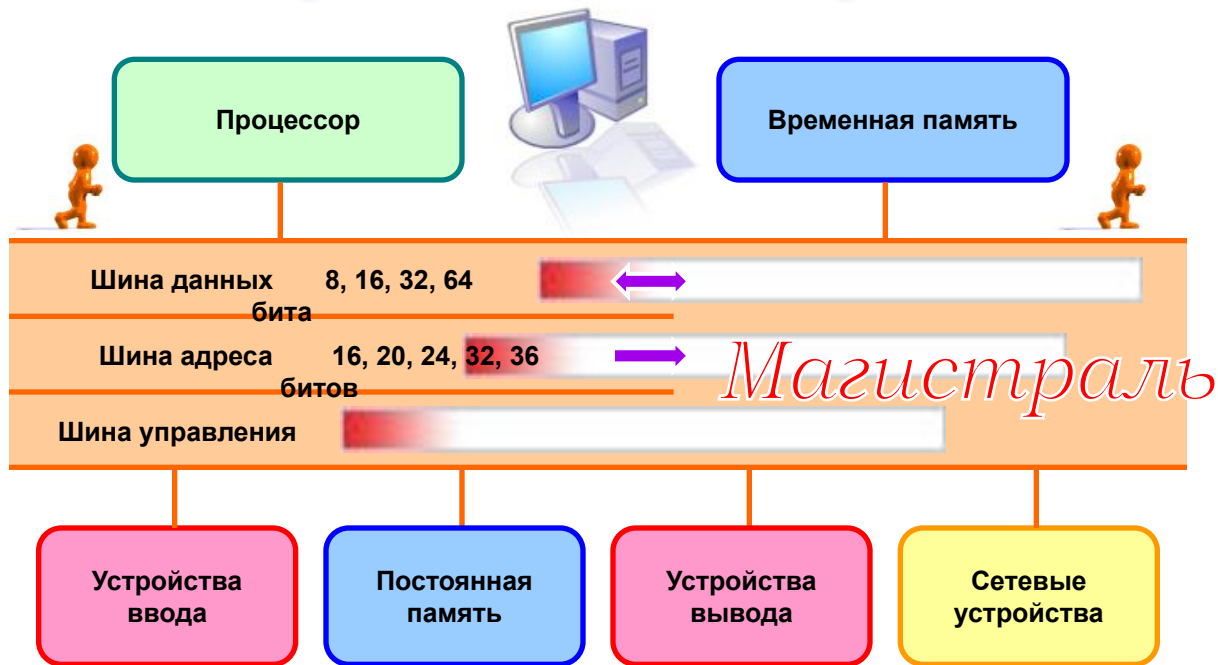 Процессор
Временная память
Шина данных 8, 16, 32, 64
бита
Шина адреса 16, 20, 24, 32, 36
битов
Магистраль
Шина управления
Устройства
ввода
Постоянная
память
Устройства
вывода
Сетевые
устройства